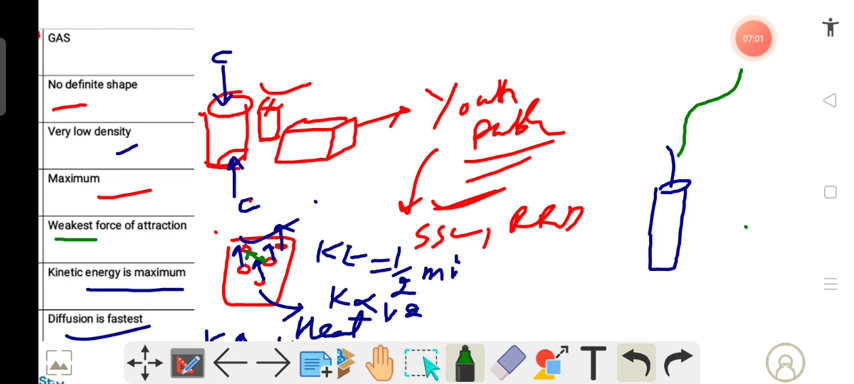 GAS
No definite shape
Very low density
Maximum
Weakest force of attraction
Kinetic energy is maximum
Diffusion is fastest
C
C
Youth
path
SSC, RRB
KE = 1/2 m
K ∝ V2
Heat
07:01
T